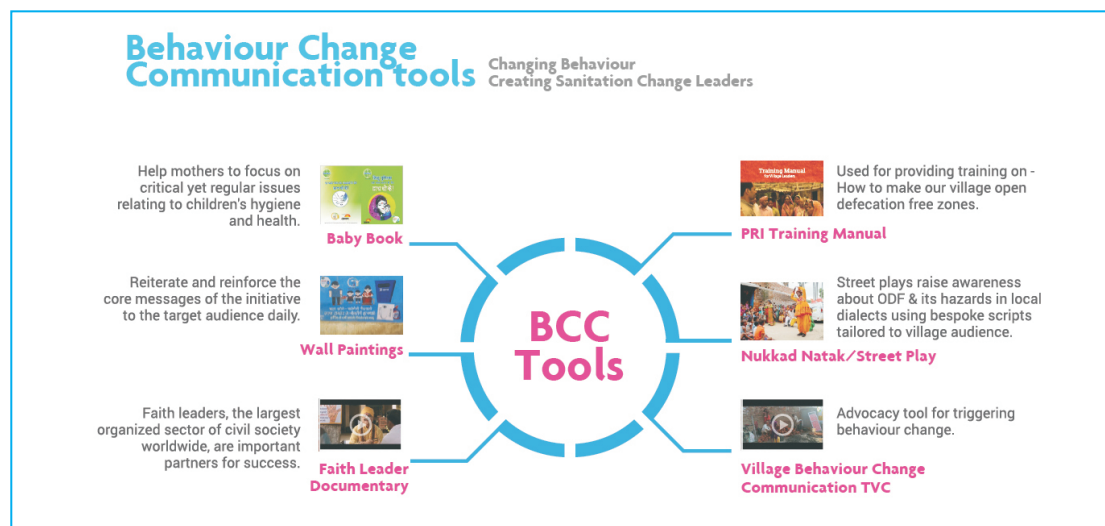 Behaviour Change
Communication tools
Changing Behaviour
Creating Sanitation Change Leaders
Help mothers to focus on
critical yet regular issues
relating to children's hygiene
and health.
Baby Book
Reiterate and reinforce the
core messages of the initiative
to the target audience daily.
Wall Paintings
Faith leaders, the largest
organized sector of civil society
worldwide, are important
partners for success.
Faith Leader
Documentary
BCC
Tools
Training Manual
for Village Leaders
Used for providing training on -
How to make our village open
defecation free zones.
PRI Training Manual
Street plays raise awareness
about ODF & its hazards in local
dialects using bespoke scripts
tailored to village audience.
Nukkad Natak/Street Play
Advocacy tool for triggering
behaviour change.
Village Behaviour Change
Communication TVC